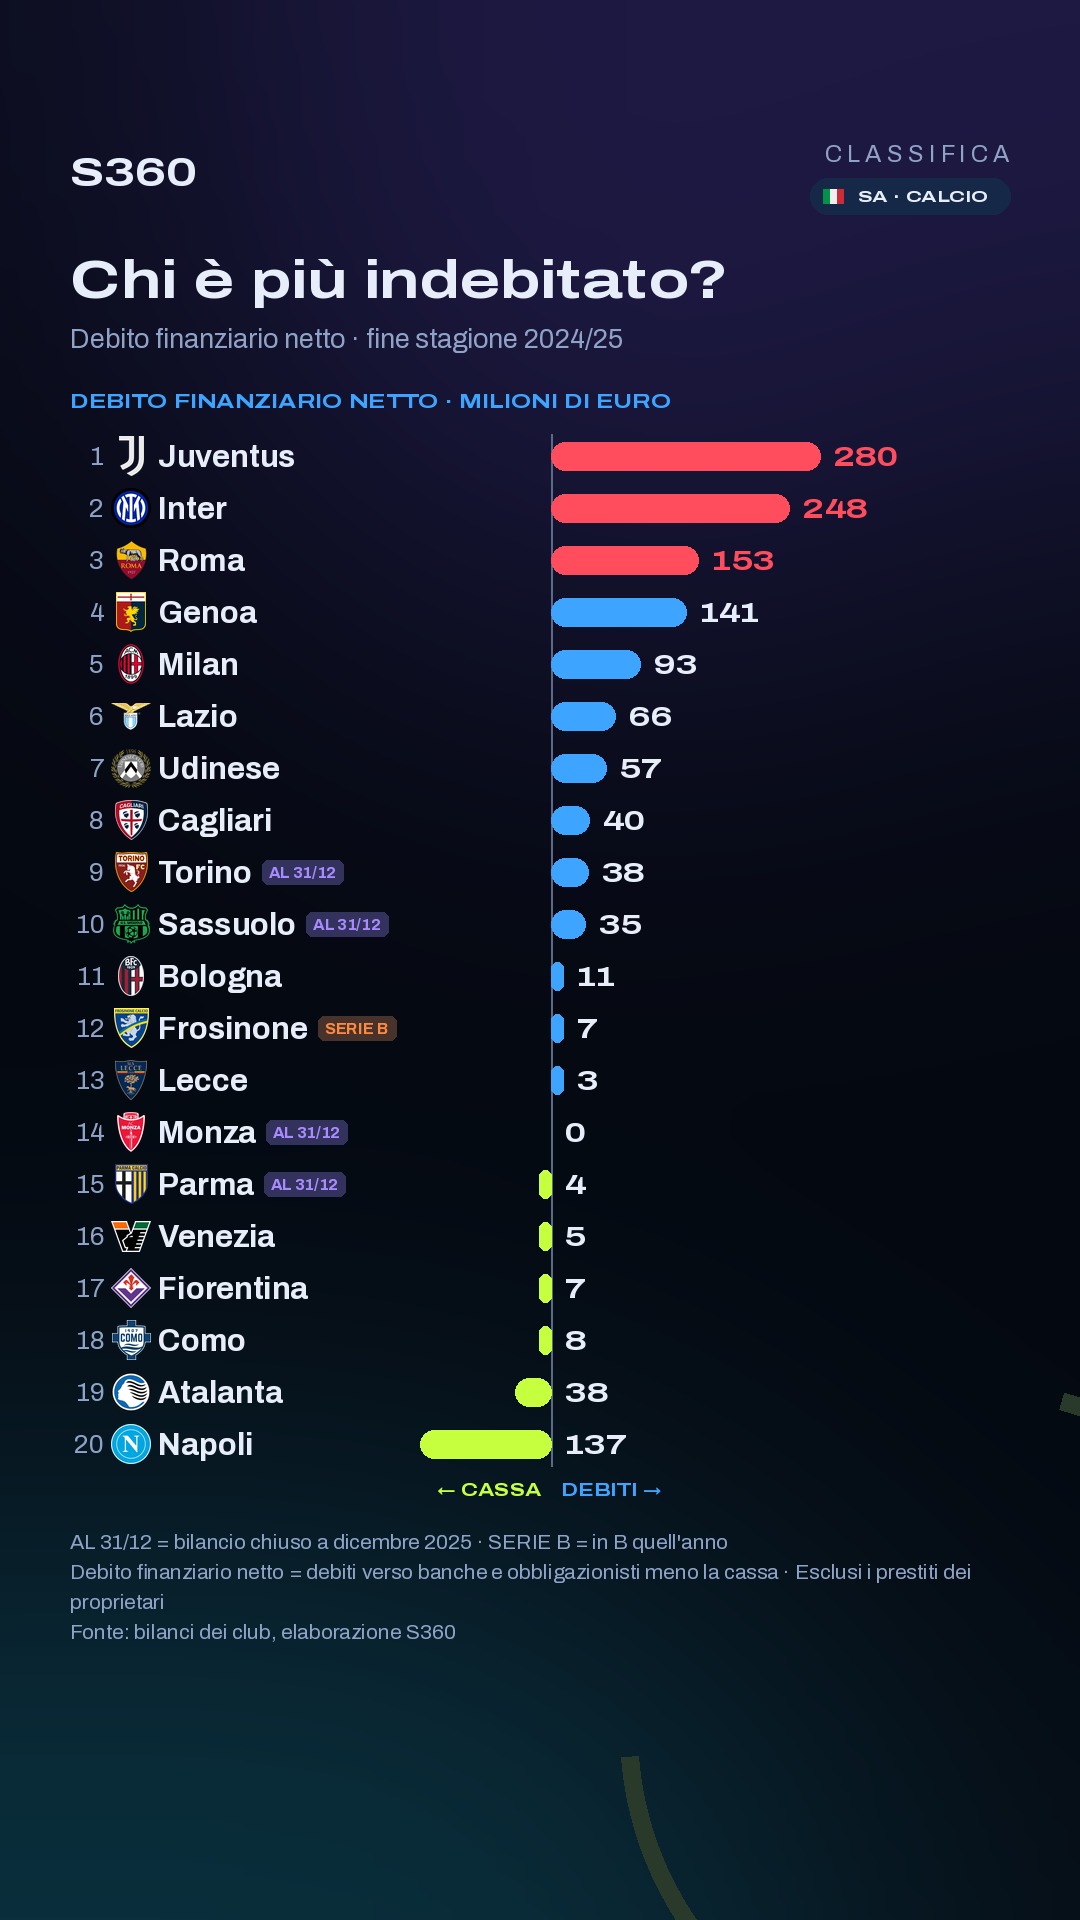 S360
CLASSIFICA
SA · CALCIO
Chi è più indebitato?
Debito finanziario netto · fine stagione 2024/25
DEBITO FINANZIARIO NETTO · MILIONI DI EURO
1 Juventus 280
2 Inter 248
3 Roma 153
4 Genoa 141
5 Milan 93
6 Lazio 66
7 Udinese 57
8 Cagliari 40
9 Torino AL 31/12 38
10 Sassuolo AL 31/12 35
11 Bologna 11
12 Frosinone SERIE B 7
13 Lecce 3
14 Monza AL 31/12 0
15 Parma AL 31/12 4
16 Venezia 5
17 Fiorentina 7
18 Como 8
19 Atalanta 38
20 Napoli 137
← CASSA DEBITI →
AL 31/12 = bilancio chiuso a dicembre 2025 · SERIE B = in B quell'anno
Debito finanziario netto = debiti verso banche e obbligazionisti meno la cassa · Esclusi i prestiti dei
proprietari
Fonte: bilanci dei club, elaborazione S360